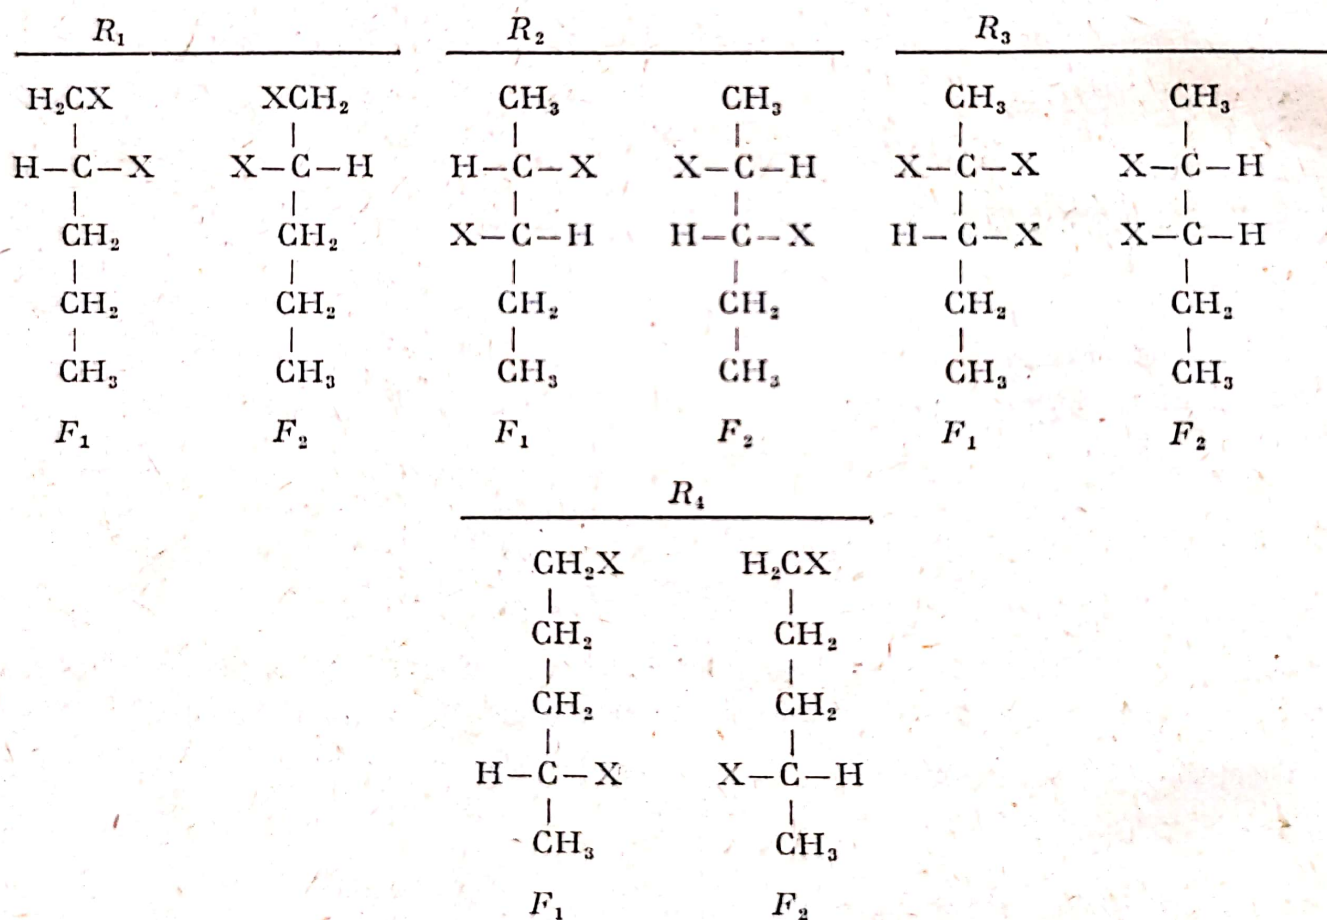 R₁ R₂ R₃
H₂CX XCH₂ CH₃ CH₃ CH₃ CH₃
H–C–X X–C–H H–C–X X–C–H X–C–X X–C–H
CH₂ CH₂ X–C–H H–C–X H–C–X X–C–H
CH₂ CH₂ CH₂ CH₂ CH₂ CH₂
CH₃ CH₃ CH₃ CH₃ CH₃ CH₃
F₁ F₂ F₁ F₂ F₁ F₂
R₄
CH₂X H₂CX
CH₂ CH₂
CH₂ CH₂
H–C–X X–C–H
CH₃ CH₃
F₁ F₂